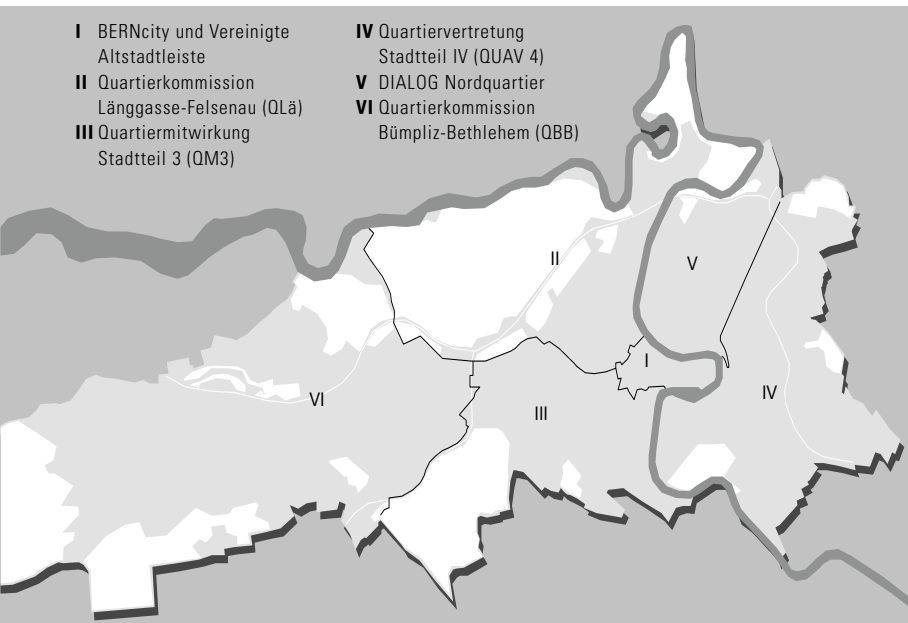 I BERNcity und Vereinigte
Altstadtleiste
II Quartierkommission
Länggasse-Felsenau (QLä)
III Quartiermitwirkung
Stadtteil 3 (QM3)
IV Quartiervertretung
Stadtteil IV (QUAV 4)
V DIALOG Nordquartier
VI Quartierkommission
Bümpliz-Bethlehem (QBB)
II
V
I
IV
VI
III